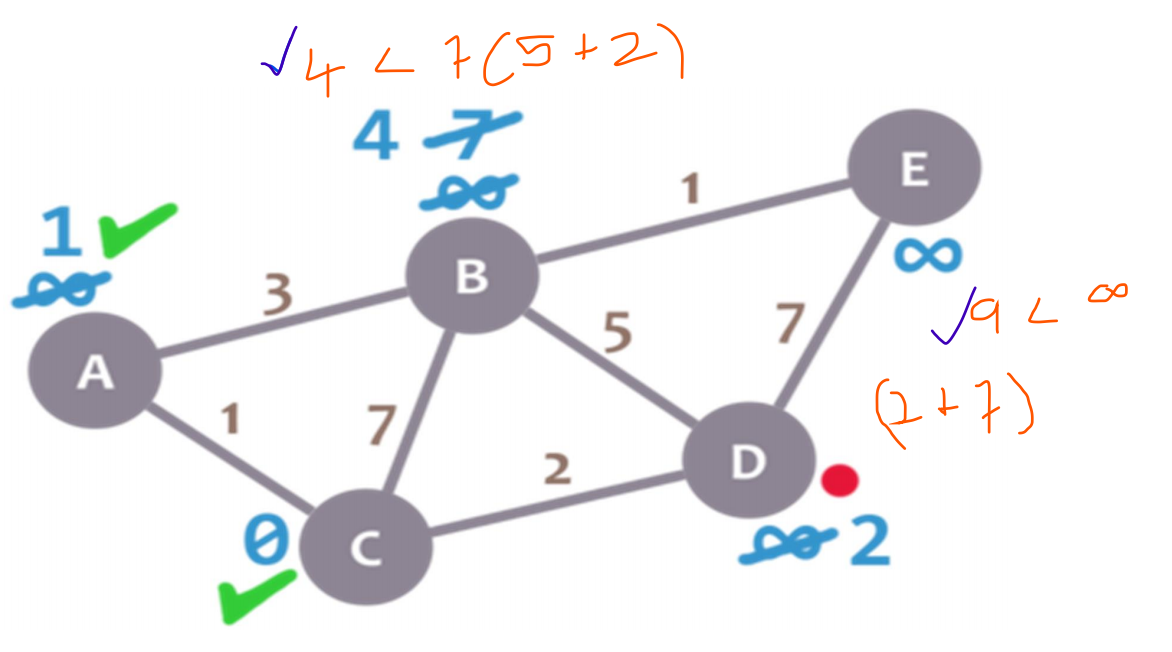 √4 < 7(5+2)
4 7
∞
1
E
1
∞
B
3
∞
5
7
√9 < ∞
A
1
7
(2+7)
2
D
0
C
∞ 2